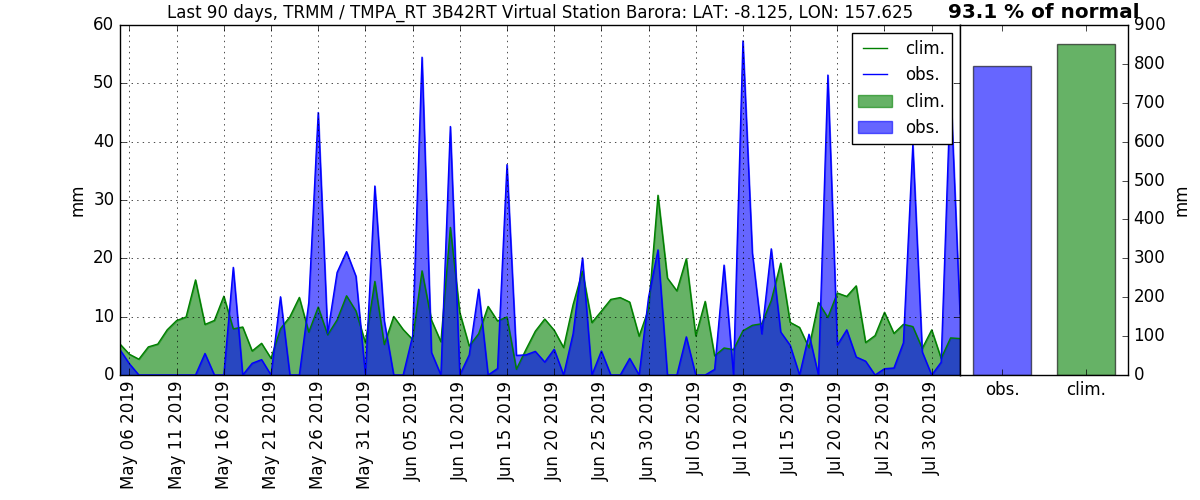 Last 90 days, TRMM / TMPA_RT 3B42RT Virtual Station Barora: LAT: -8.125, LON: 157.625
93.1 % of normal
60
50
40
30
20
10
0
mm
clim.
obs.
clim.
obs.
900
800
700
600
500
400
300
200
100
0
mm
May 06 2019
May 11 2019
May 16 2019
May 21 2019
May 26 2019
May 31 2019
Jun 05 2019
Jun 10 2019
Jun 15 2019
Jun 20 2019
Jun 25 2019
Jun 30 2019
Jul 05 2019
Jul 10 2019
Jul 15 2019
Jul 20 2019
Jul 25 2019
Jul 30 2019
obs.
clim.